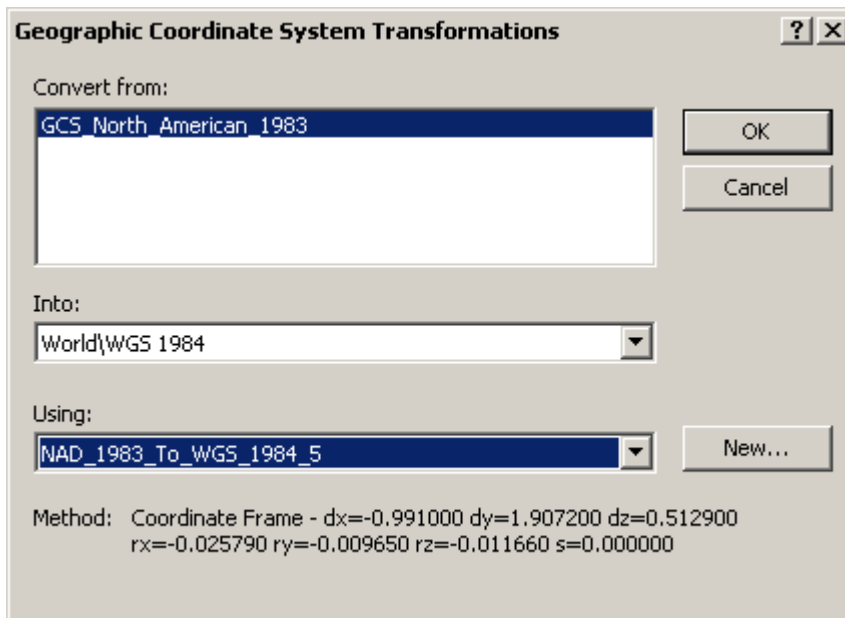 Geographic Coordinate System Transformations
Convert from:
GCS_North_American_1983
OK
Cancel
Into:
World\WGS 1984
Using:
NAD_1983_To_WGS_1984_5
New...
Method: Coordinate Frame - dx=-0.991000 dy=1.907200 dz=0.512900
rx=-0.025790 ry=-0.009650 rz=-0.011660 s=0.000000